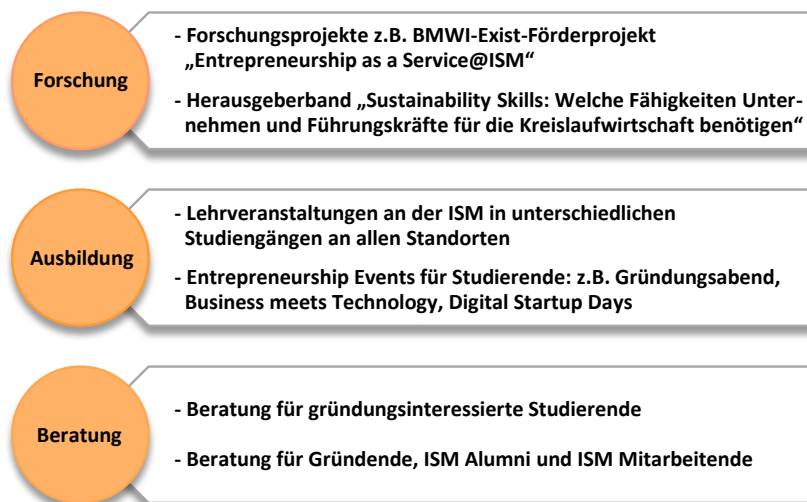 Forschung
- Forschungsprojekte z.B. BMWI-Exist-Förderprojekt
„Entrepreneurship as a Service@ISM“
- Herausgeberband „Sustainability Skills: Welche Fähigkeiten Unter-
nehmen und Führungskräfte für die Kreislaufwirtschaft benötigen“
Ausbildung
- Lehrveranstaltungen an der ISM in unterschiedlichen
Studiengängen an allen Standorten
- Entrepreneurship Events für Studierende: z.B. Gründungsabend,
Business meets Technology, Digital Startup Days
Beratung
- Beratung für gründungsinteressierte Studierende
- Beratung für Gründende, ISM Alumni und ISM Mitarbeitende